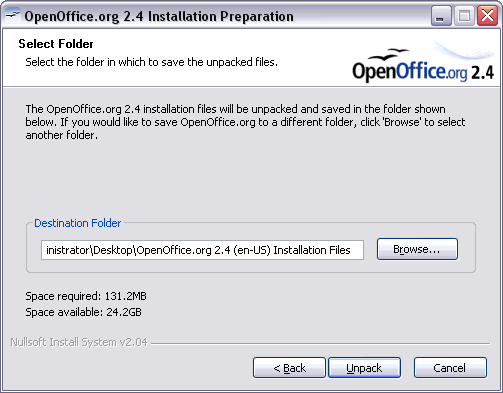 OpenOffice.org 2.4 Installation Preparation
Select Folder
Select the folder in which to save the unpacked files.
OpenOffice.org 2.4
The OpenOffice.org 2.4 installation files will be unpacked and saved in the folder shown
below. If you would like to save OpenOffice.org to a different folder, click 'Browse' to select
another folder.
Destination Folder
inistrator\Desktop\OpenOffice.org 2.4 (en-US) Installation Files
Browse...
Space required: 131.2MB
Space available: 24.2GB
Nullsoft Install System v2.04
< Back
Unpack
Cancel